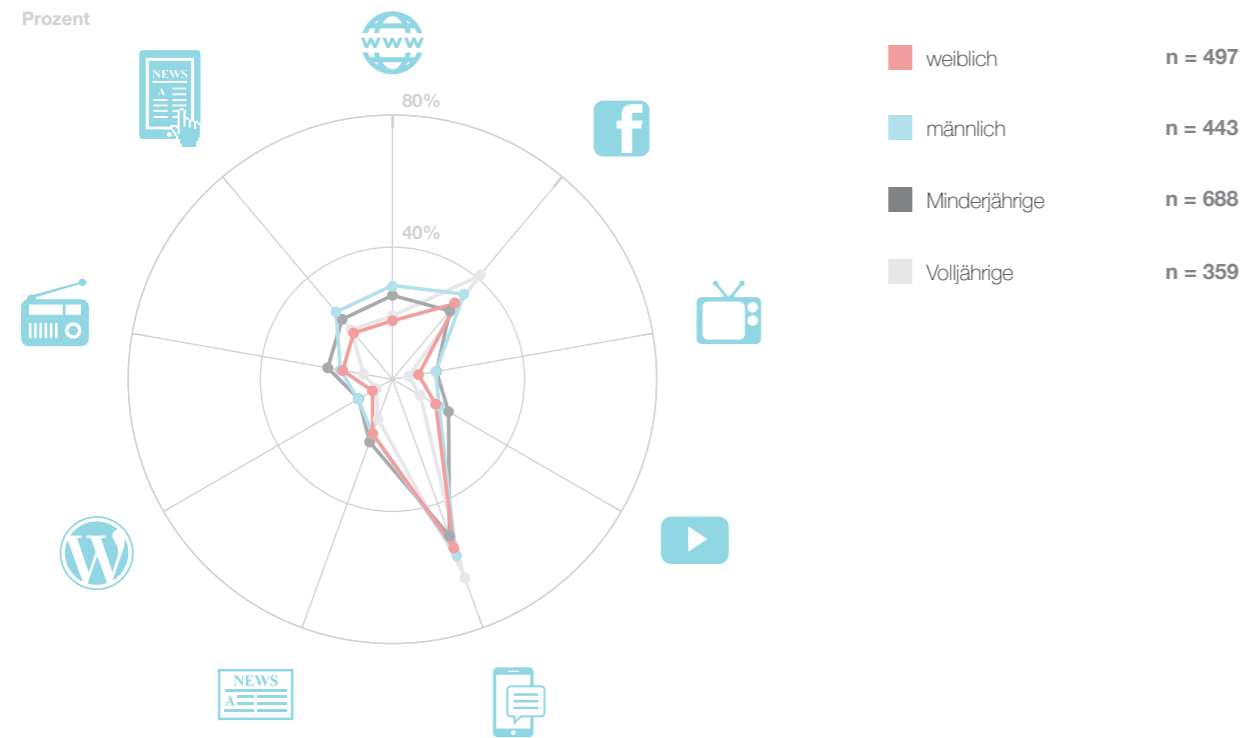 Prozent
www
NEWS
A
80%
f
40%
W
NEWS
A
weiblich n = 497
männlich n = 443
Minderjährige n = 688
Volljährige n = 359